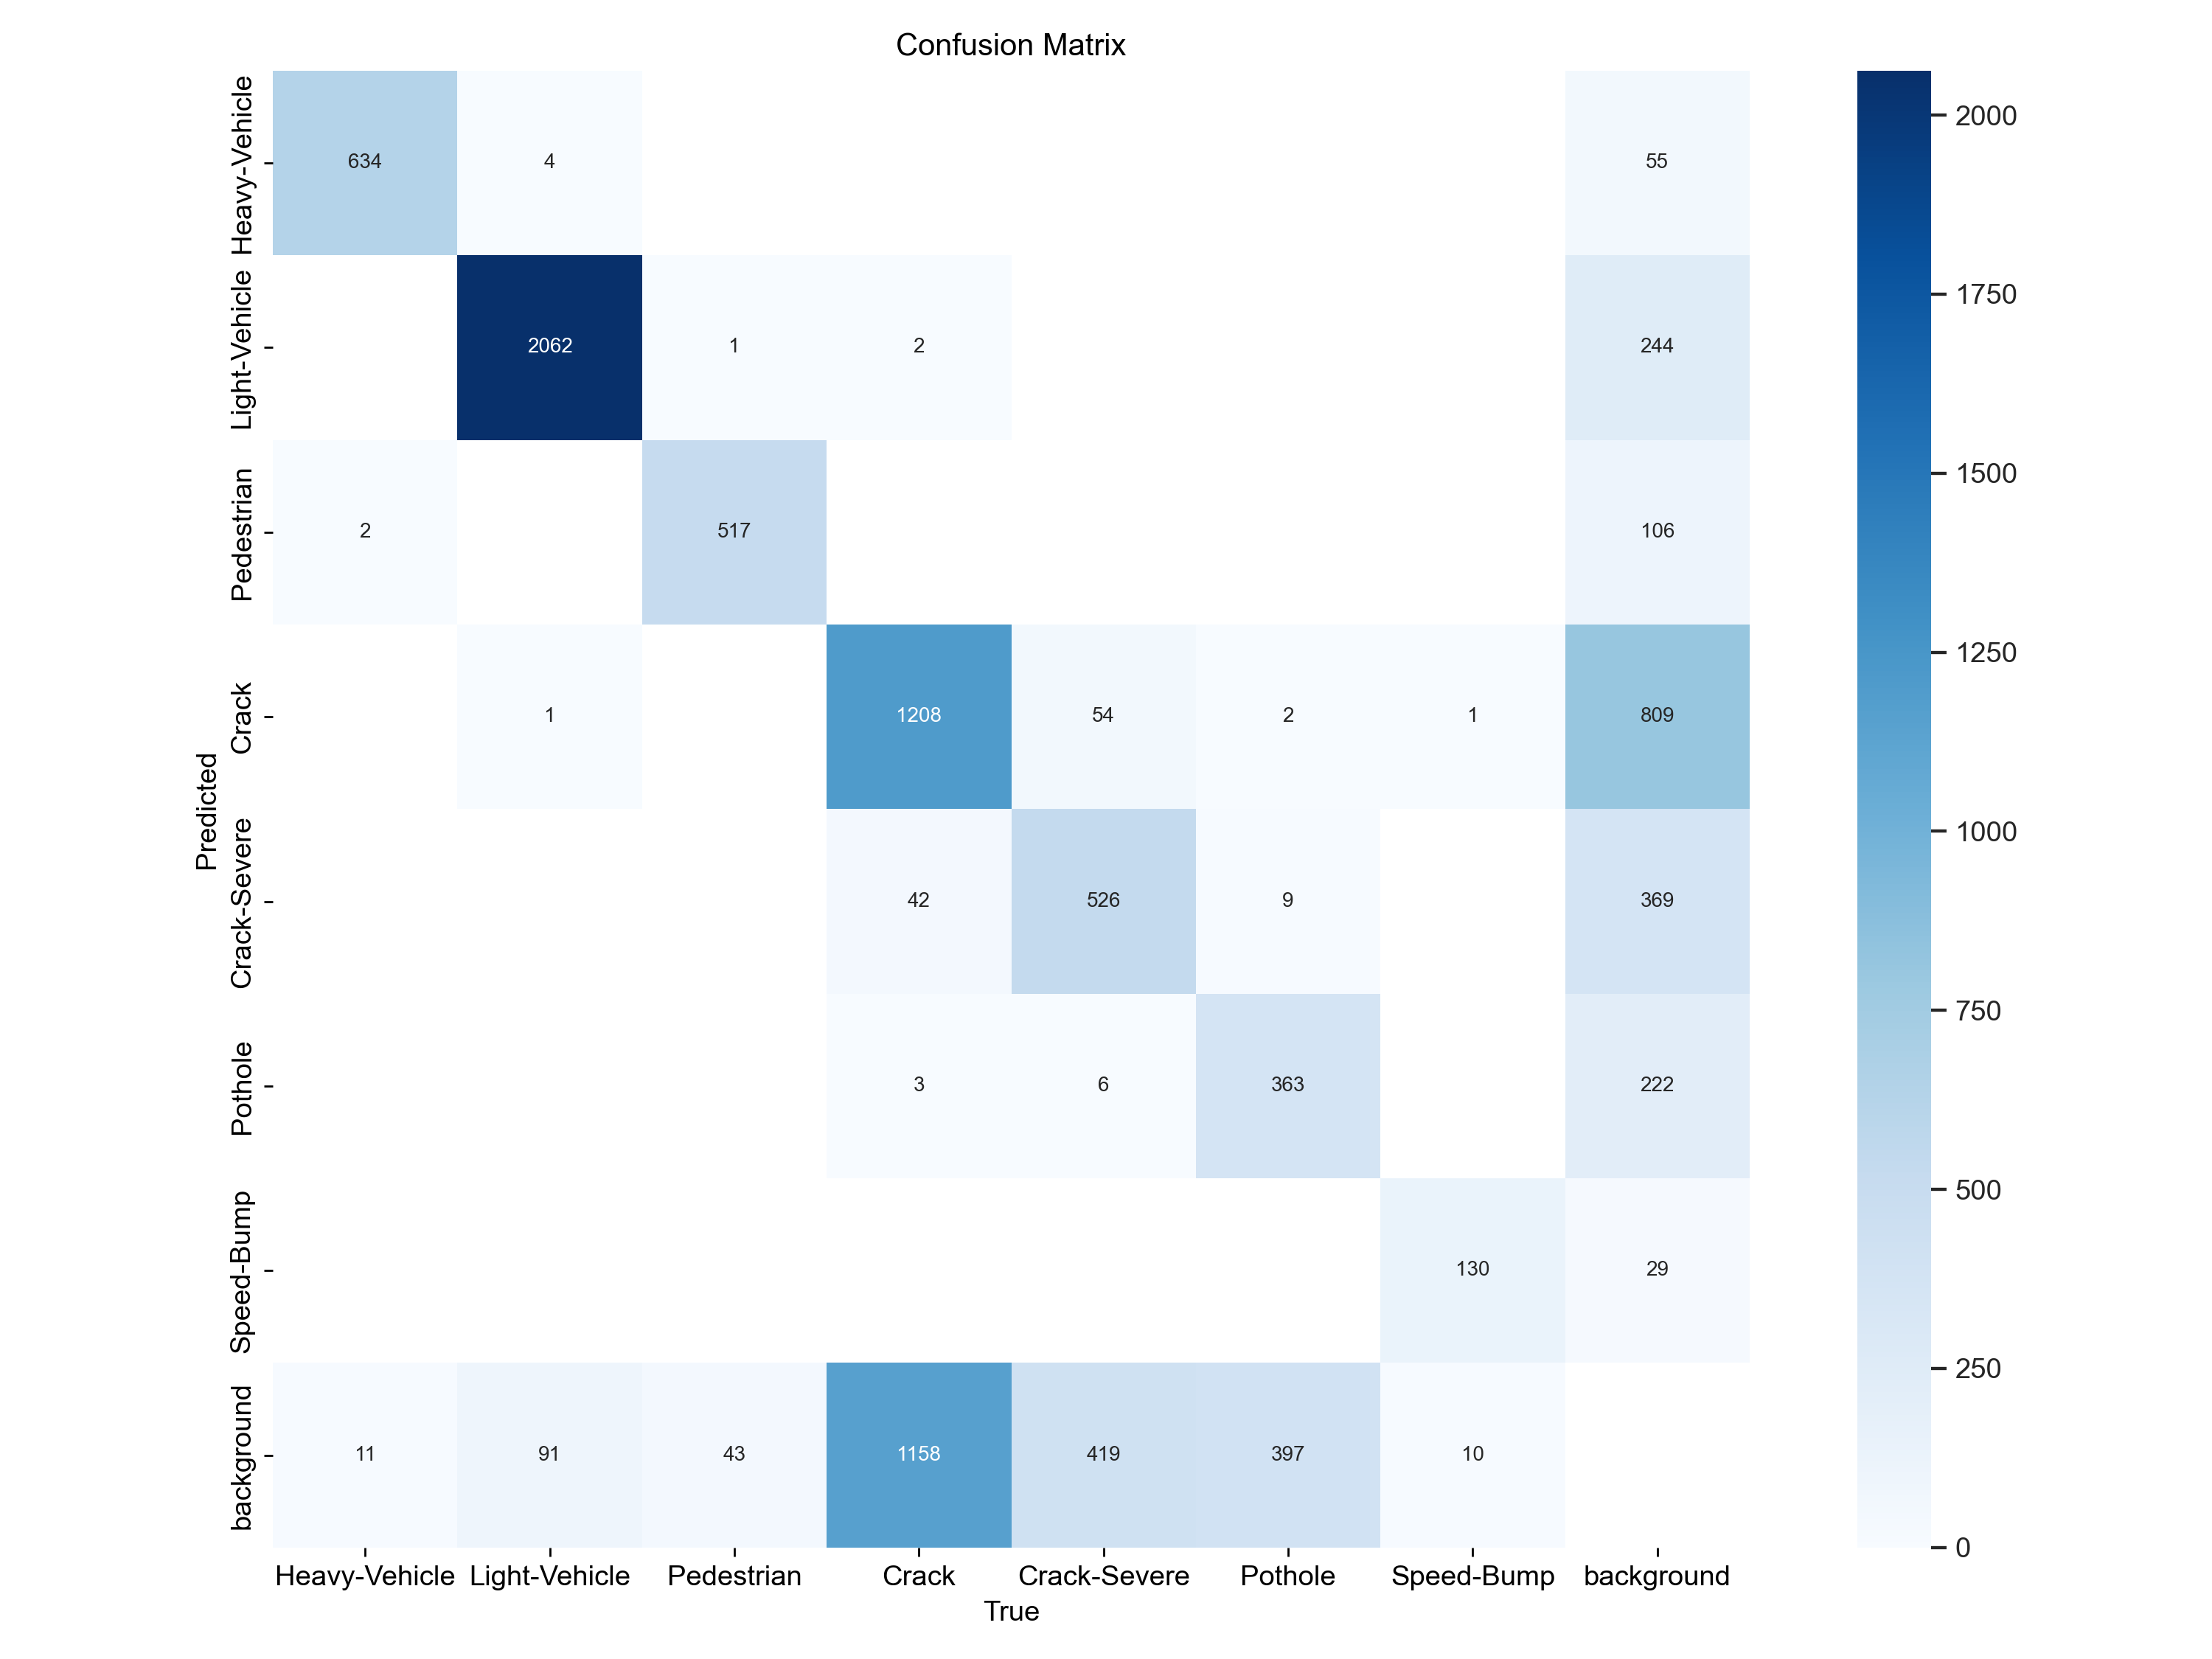 Confusion Matrix
Heavy-Vehicle 634 4 55
Light-Vehicle 2062 1 2 244
Pedestrian 2 517 106
Crack 1 1208 54 2 1 809
Crack-Severe 42 526 9 369
Pothole 3 6 363 222
Speed-Bump 130 29
background 11 91 43 1158 419 397 10
Predicted
Heavy-Vehicle Light-Vehicle Pedestrian Crack Crack-Severe Pothole Speed-Bump background
True
2000
1750
1500
1250
1000
750
500
250
0